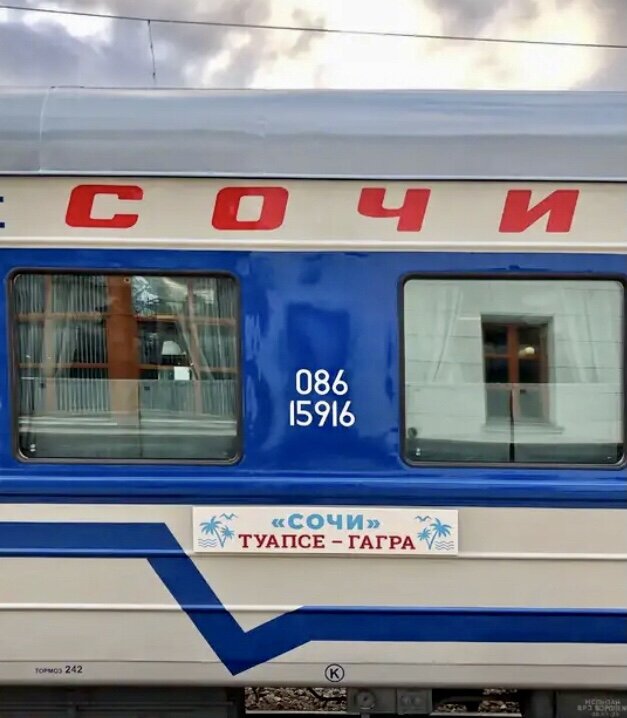 СОЧИ
086
15916
«СОЧИ»
ТУАПСЕ – ГАГРА
ТОРМОЗ 242
K